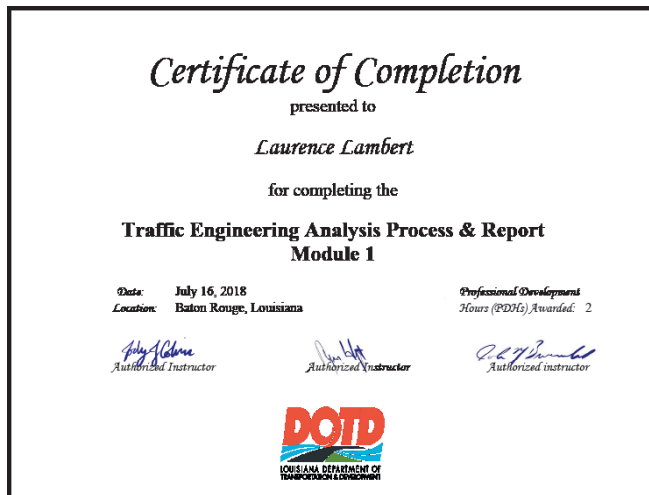 Certificate of Completion
presented to
Laurence Lambert
for completing the
Traffic Engineering Analysis Process & Report
Module 1
Date: July 16, 2018
Location: Baton Rouge, Louisiana
Professional Development
Hours (PDHs) Awarded: 2
Authorized Instructor
Authorized Instructor
Authorized instructor
DOTD
LOUISIANA DEPARTMENT OF
TRANSPORTATION & DEVELOPMENT